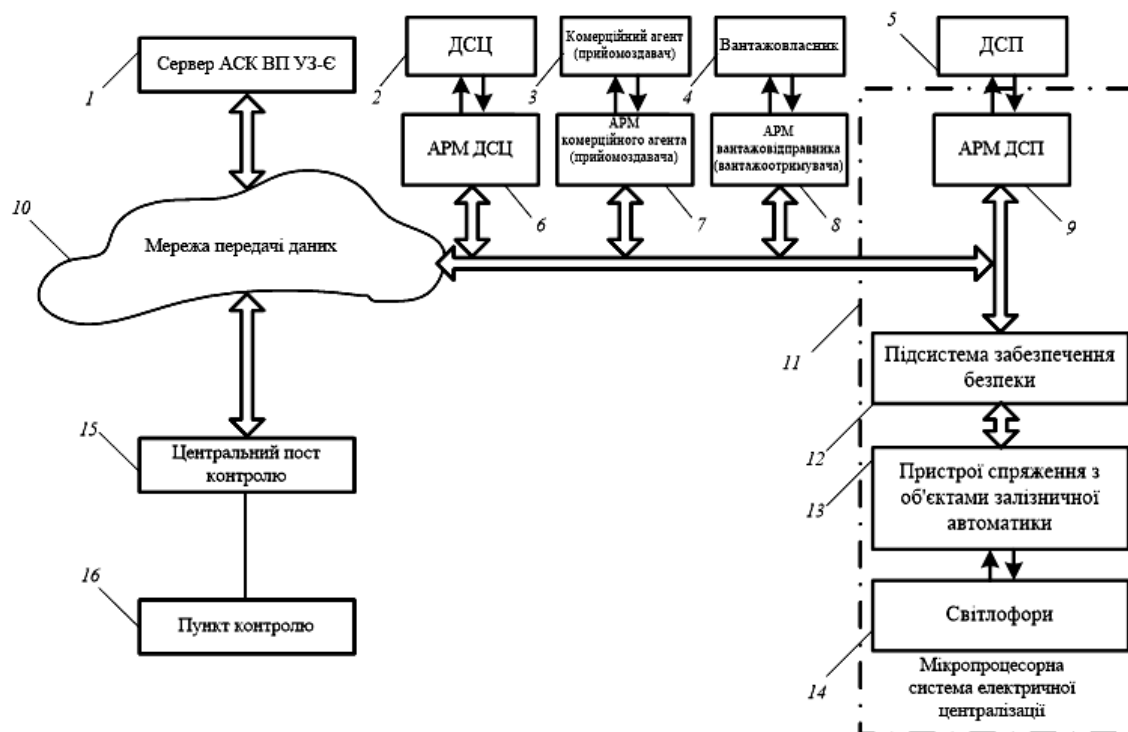 1
Сервер АСК ВП УЗ-Є
2
ДСЦ
3
Комерційний агент
(прийомоздавач)
4
Вантажовласник
5
ДСП
АРМ ДСЦ
6
АРМ
комерційного агента
(прийомоздавача)
7
АРМ
вантажовідправника
(вантажоотримувача)
8
АРМ ДСП
9
10
Мережа передачі даних
11
Підсистема забезпечення
безпеки
12
Пристрої спряження з
об'єктами залізничної
автоматики
13
Світлофори
14
Мікропроцесорна
система електричної
централізації
15
Центральний пост
контролю
16
Пункт контролю